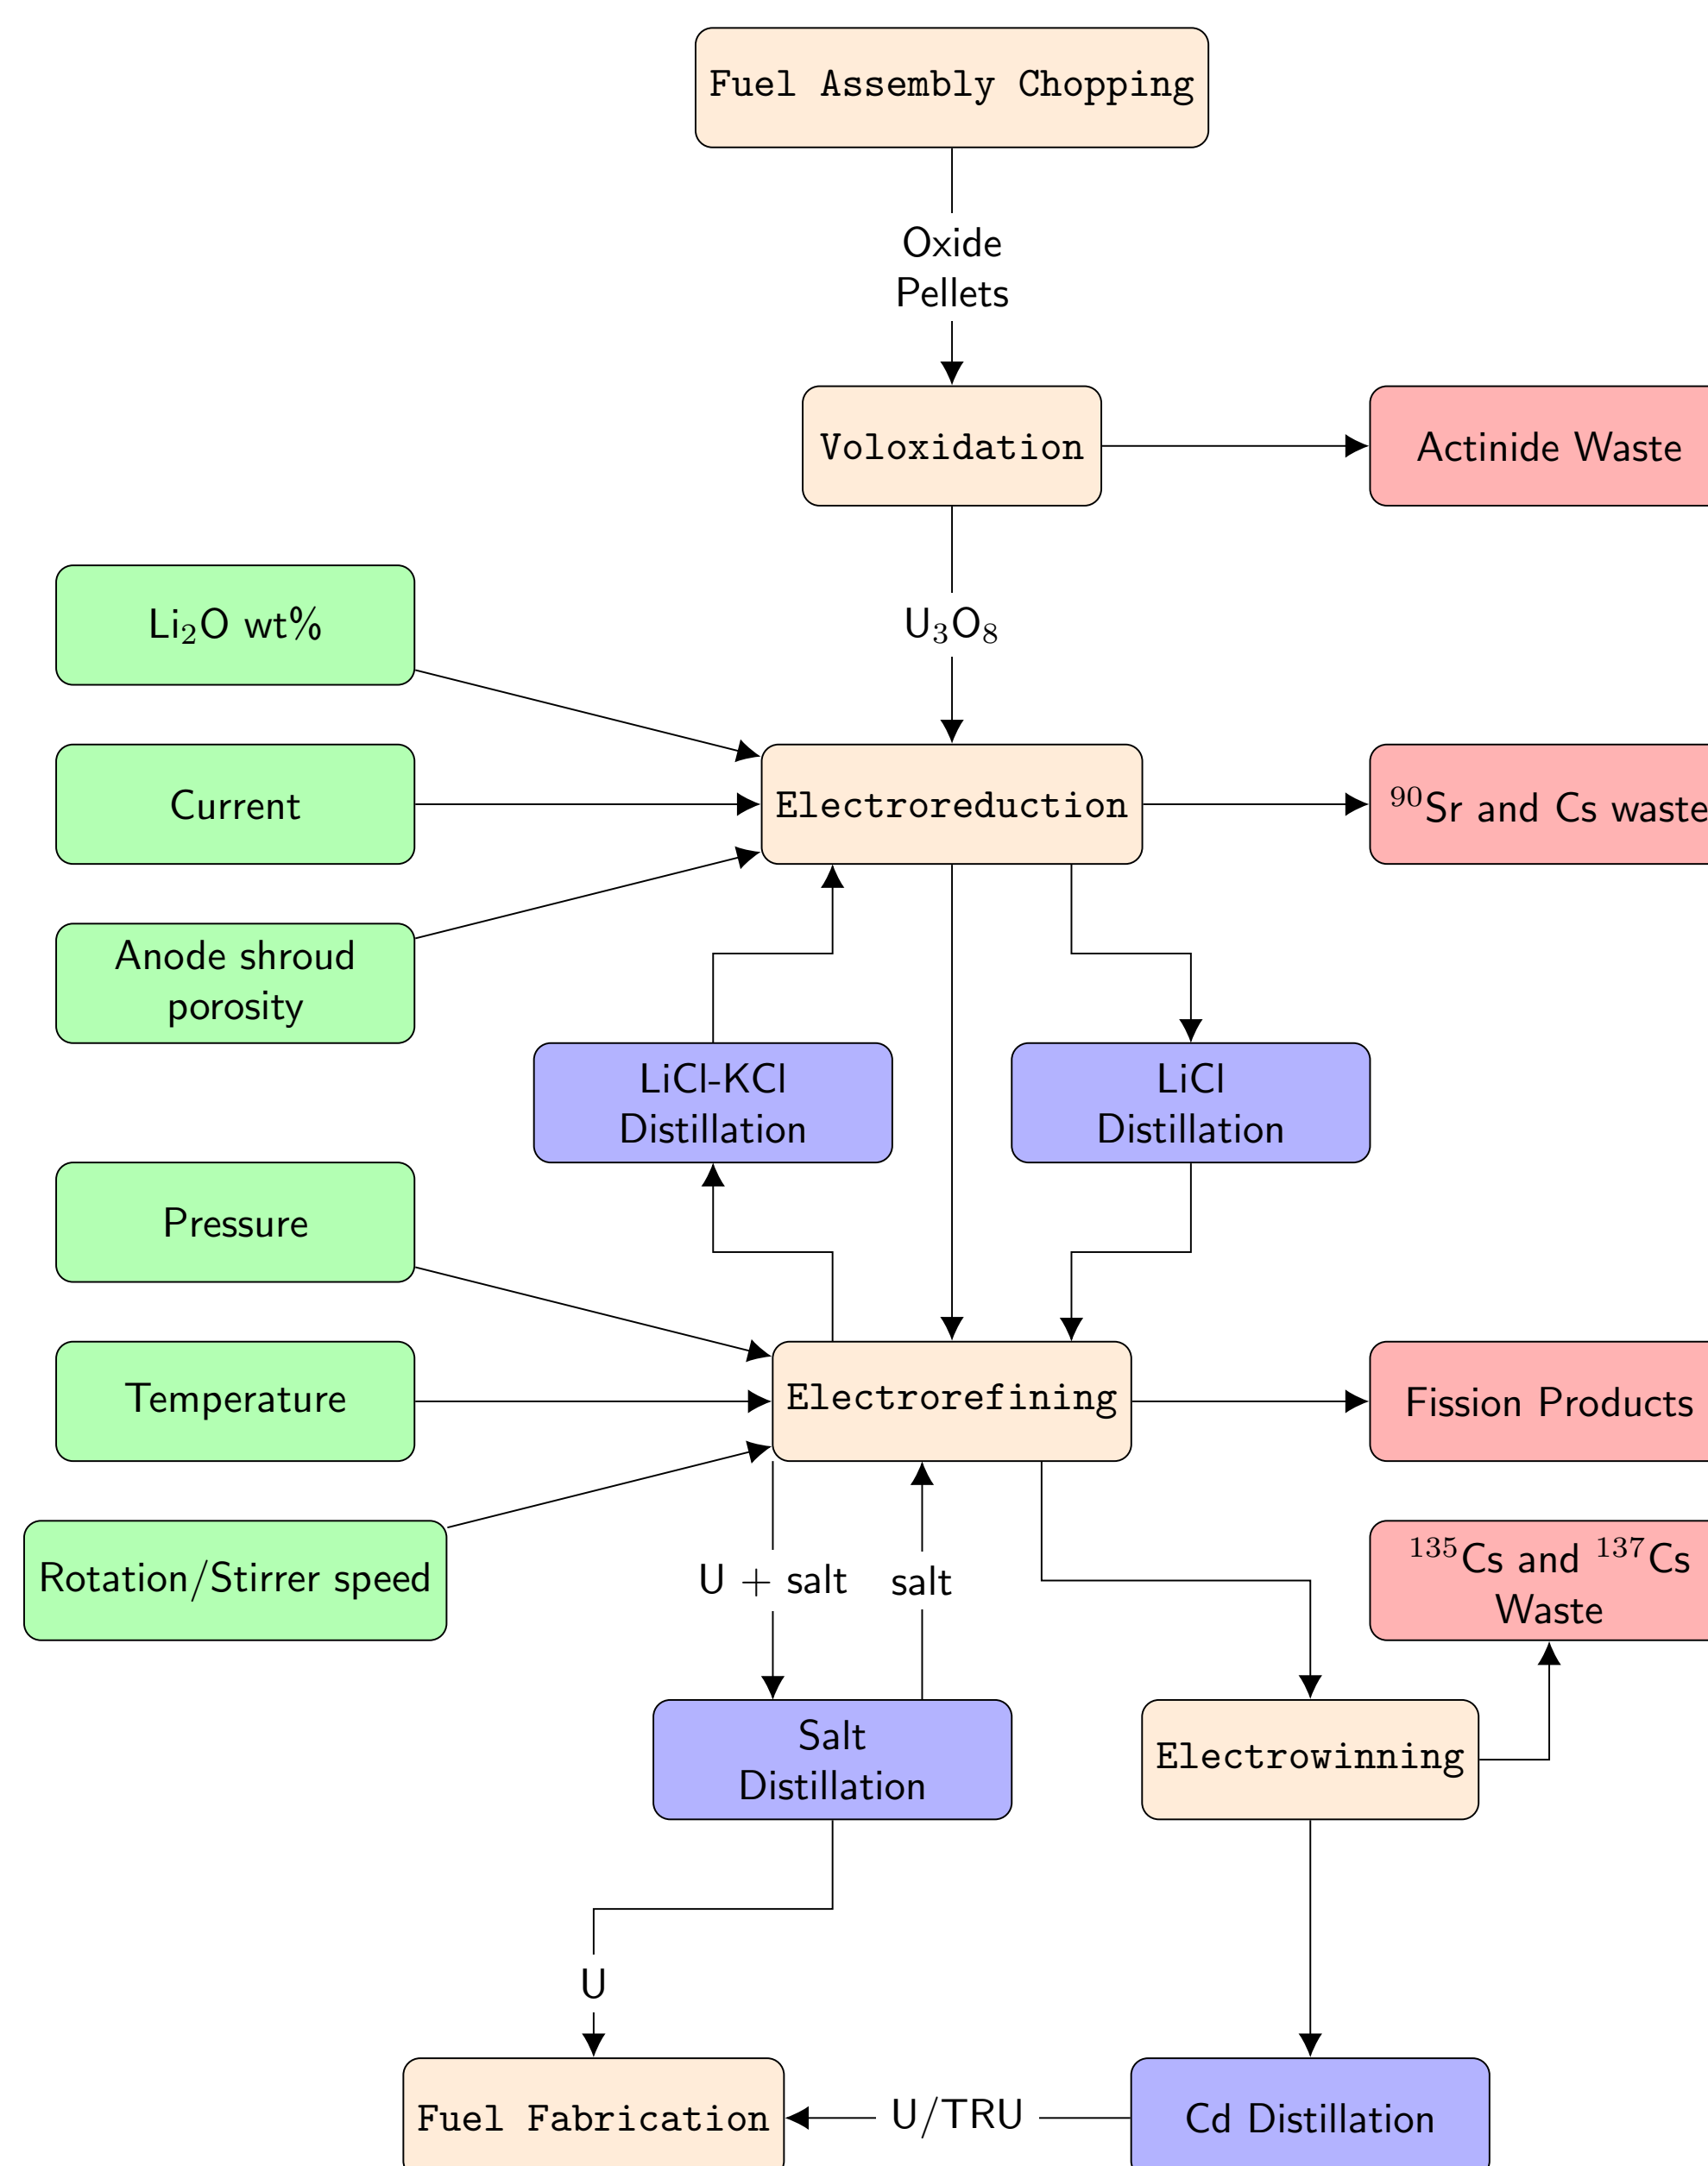 Fuel Assembly Chopping
Oxide
Pellets
Voloxidation
Actinide Waste
Li₂O wt%
U₃O₈
Current
Electroreduction
⁹⁰Sr and Cs waste
Anode shroud
porosity
LiCl-KCl
Distillation
LiCl
Distillation
Pressure
Temperature
Electrorefining
Fission Products
Rotation/Stirrer speed
U + salt
salt
¹³⁵Cs and ¹³⁷Cs
Waste
Salt
Distillation
Electrowinning
U
Fuel Fabrication
U/TRU
Cd Distillation